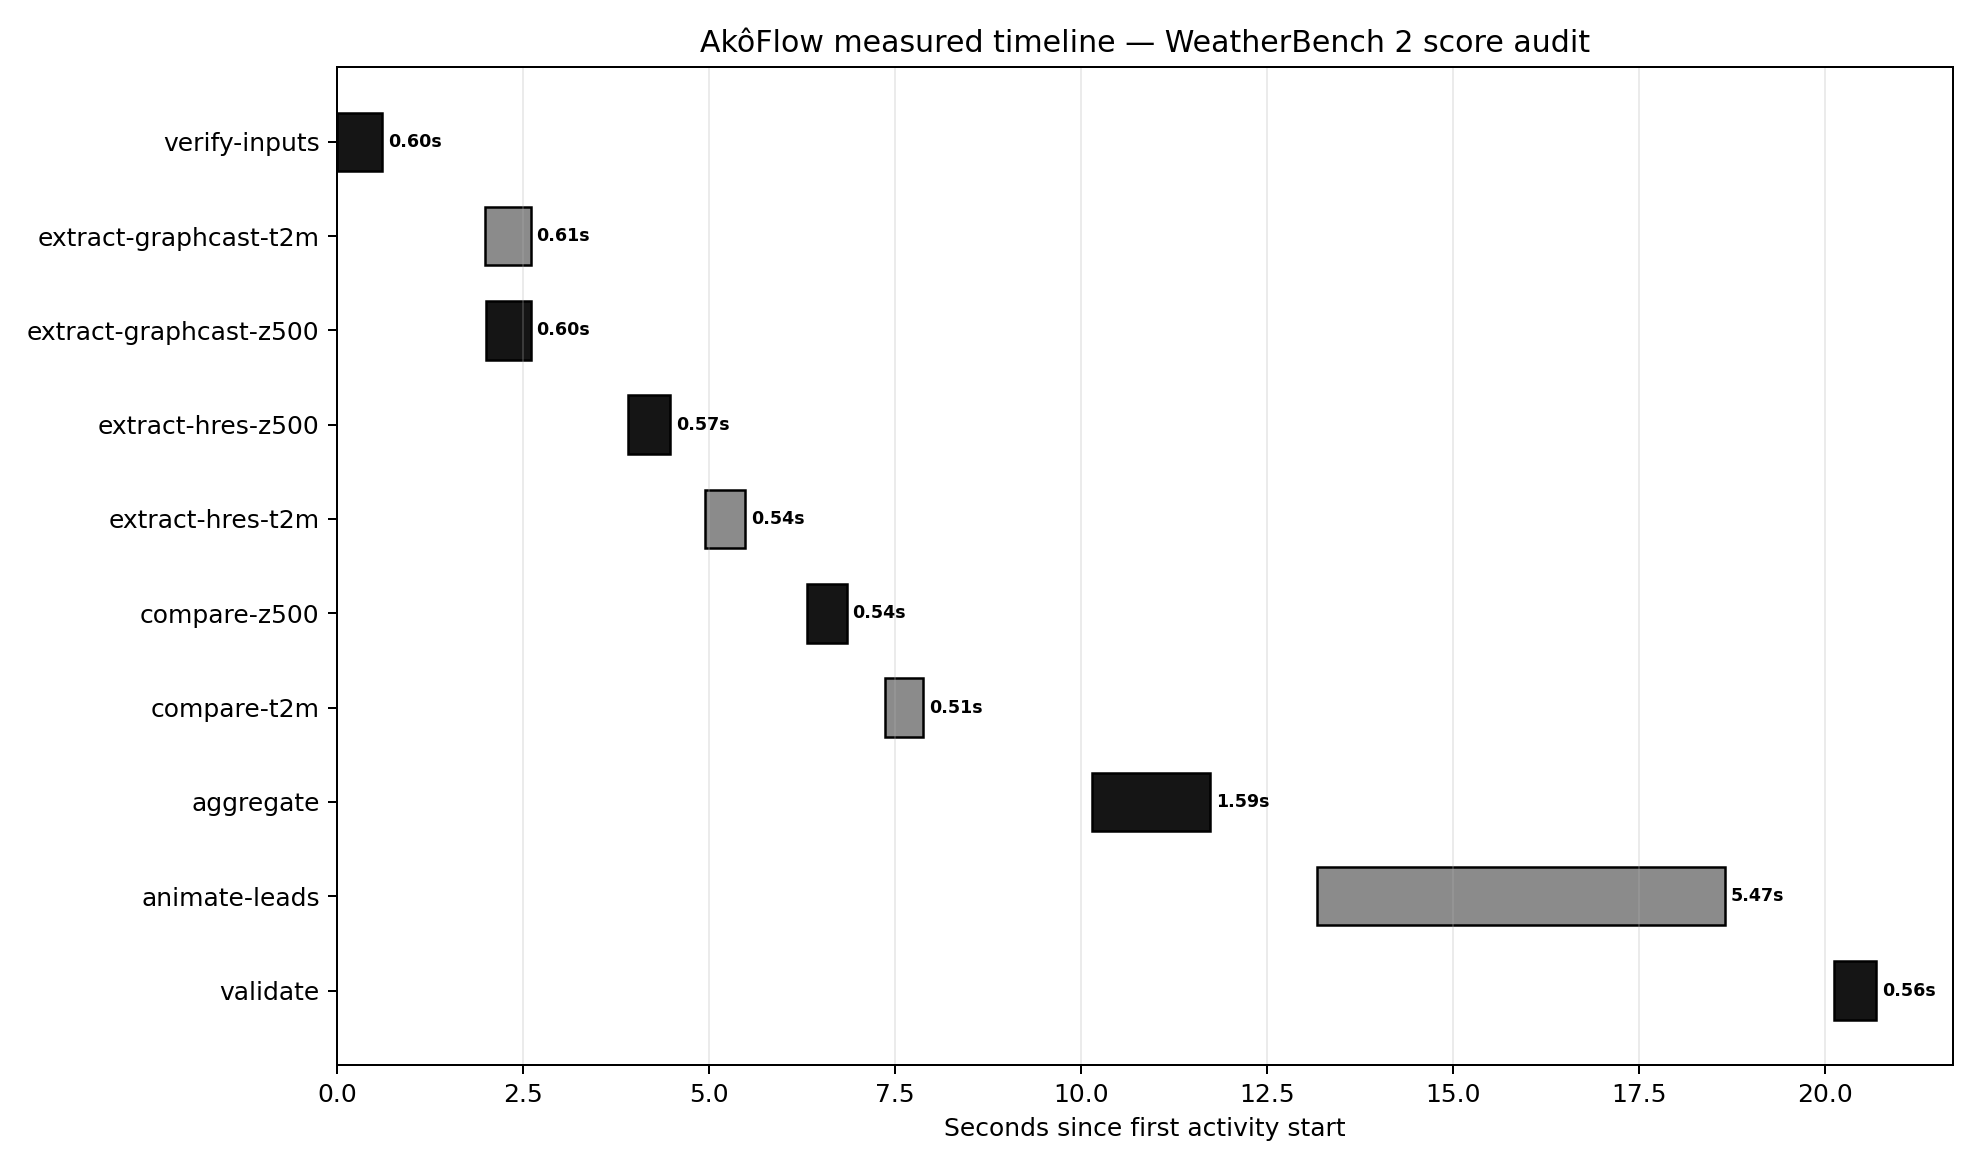 AkôFlow measured timeline — WeatherBench 2 score audit
verify-inputs 0.60s
extract-graphcast-t2m 0.61s
extract-graphcast-z500 0.60s
extract-hres-z500 0.57s
extract-hres-t2m 0.54s
compare-z500 0.54s
compare-t2m 0.51s
aggregate 1.59s
animate-leads 5.47s
validate 0.56s
0.0 2.5 5.0 7.5 10.0 12.5 15.0 17.5 20.0
Seconds since first activity start